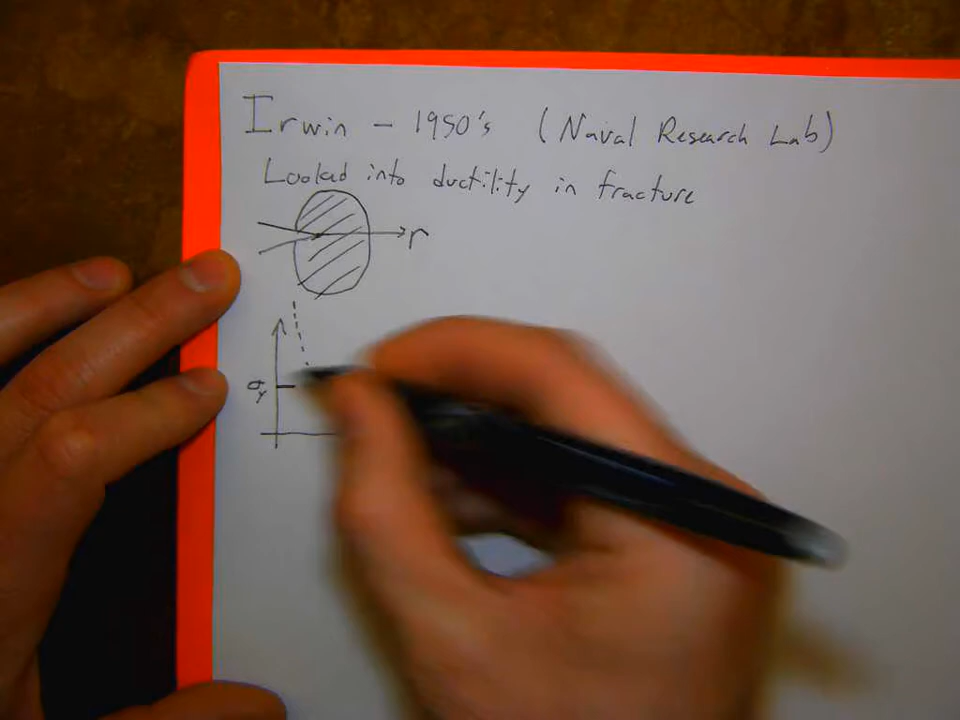 Irwin - 1950's (Naval Research Lab)
Looked into ductility in fracture
r
σy